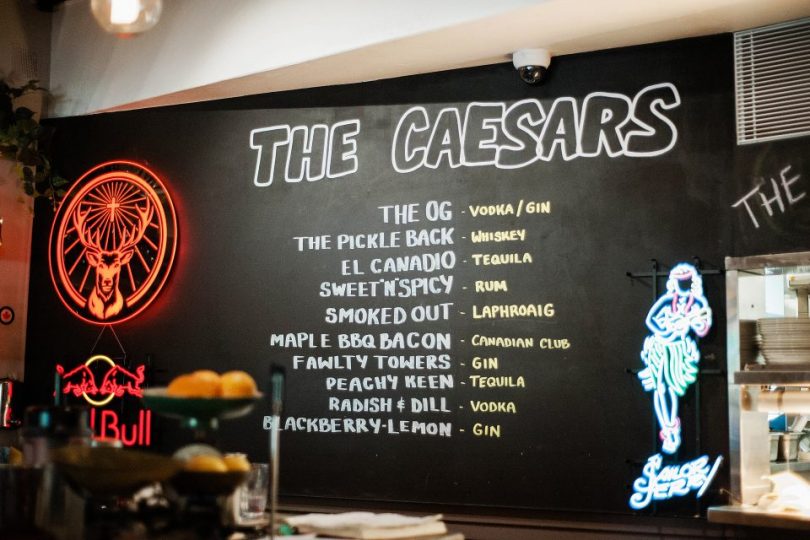 THE CAESARS
THE OG - VODKA / GIN
THE PICKLE BACK - WHISKEY
EL CANADIO - TEQUILA
SWEET"N"SPICY - RUM
SMOKED OUT - LAPHROAIG
MAPLE BBQ BACON - CANADIAN CLUB
FAWLTY TOWERS - GIN
PEACHY KEEN - TEQUILA
RADISH & DILL - VODKA
BLACKBERRY-LEMON - GIN
THE
Bull
SAILOR
JERRY